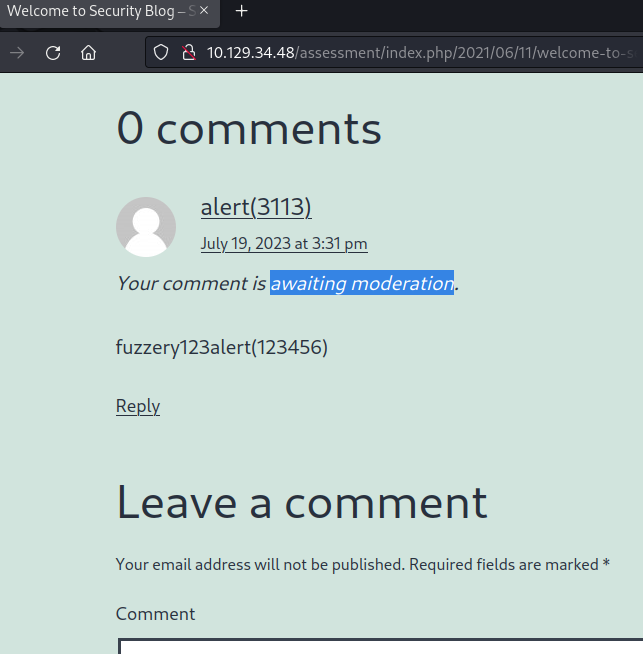 Welcome to Security Blog – S
10.129.34.48/assessment/index.php/2021/06/11/welcome-to-s
0 comments
alert(3113)
July 19, 2023 at 3:31 pm
Your comment is awaiting moderation.
fuzzery123alert(123456)
Reply
Leave a comment
Your email address will not be published. Required fields are marked *
Comment